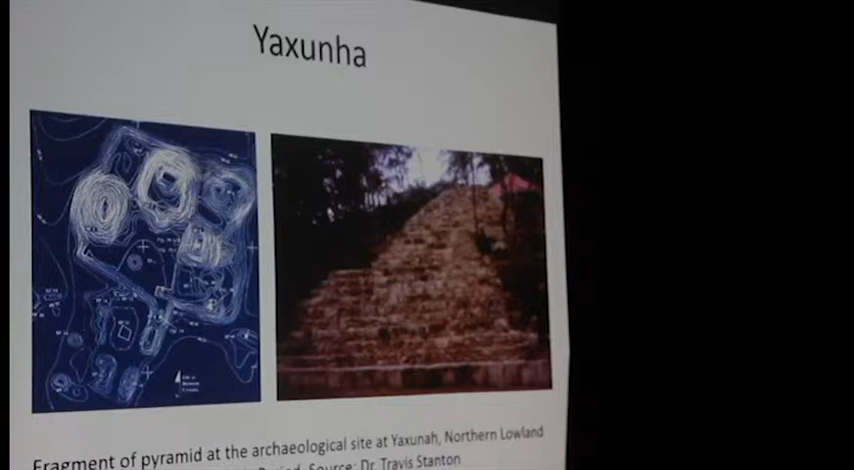 Yaxunha
Fragment of pyramid at the archaeological site at Yaxunah, Northern Lowland
Period. Source: Dr. Travis Stanton